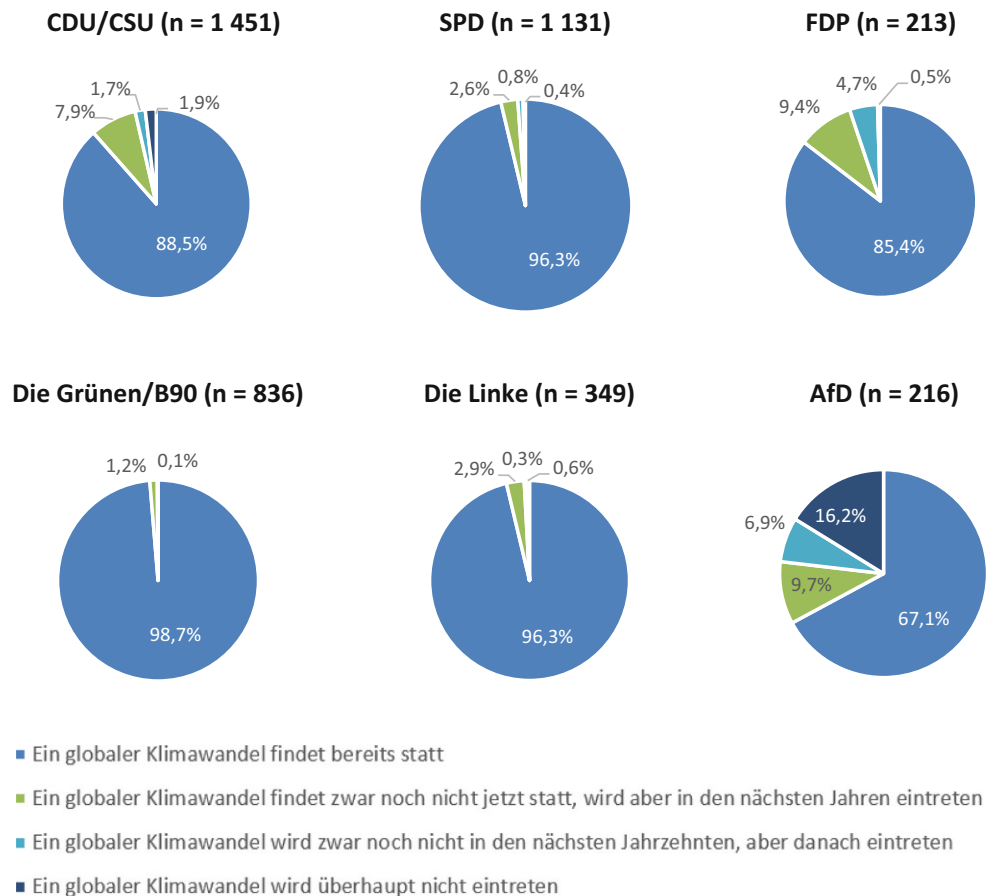 CDU/CSU (n = 1 451)
1,7%
1,9%
7,9%
88,5%
SPD (n = 1 131)
0,8%
2,6%
0,4%
96,3%
FDP (n = 213)
4,7%
0,5%
9,4%
85,4%
Die Grünen/B90 (n = 836)
1,2%
0,1%
98,7%
Die Linke (n = 349)
0,3%
2,9%
0,6%
96,3%
AfD (n = 216)
16,2%
6,9%
9,7%
67,1%
Ein globaler Klimawandel findet bereits statt
Ein globaler Klimawandel findet zwar noch nicht jetzt statt, wird aber in den nächsten Jahren eintreten
Ein globaler Klimawandel wird zwar noch nicht in den nächsten Jahrzehnten, aber danach eintreten
Ein globaler Klimawandel wird überhaupt nicht eintreten